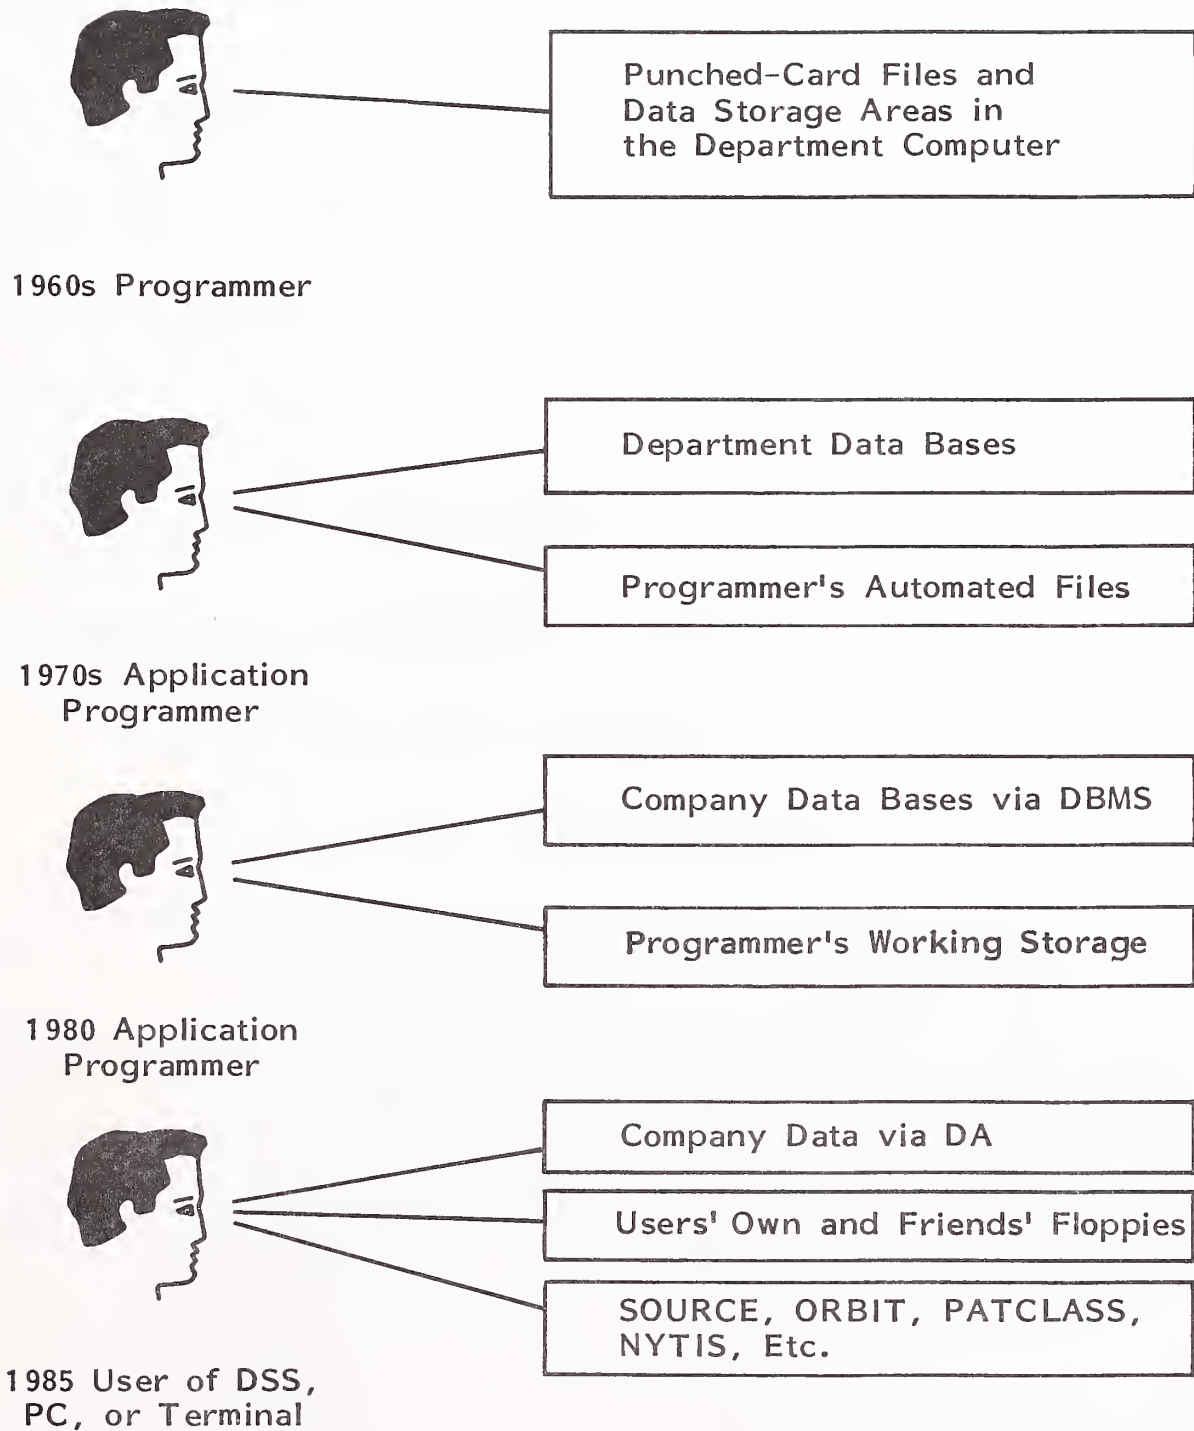 Punched-Card Files and
Data Storage Areas in
the Department Computer
1960s Programmer
Department Data Bases
Programmer's Automated Files
1970s Application
Programmer
Company Data Bases via DBMS
Programmer's Working Storage
1980 Application
Programmer
Company Data via DA
Users' Own and Friends' Floppies
SOURCE, ORBIT, PATCLASS,
NYTIS, Etc.
1985 User of DSS,
PC, or Terminal